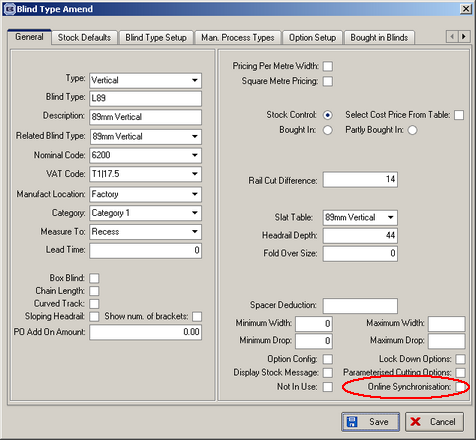 Blind Type Amend
General Stock Defaults Blind Type Setup Man. Process Types Option Setup Bought in Blinds
Type: Vertical
Blind Type: L89
Description: 89mm Vertical
Related Blind Type: 89mm Vertical
Nominal Code: 6200
VAT Code: T1|17.5
Manufact Location: Factory
Category: Category 1
Measure To: Recess
Lead Time: 0
Box Blind:
Chain Length:
Curved Track:
Sloping Headrail: Show num. of brackets:
PO Add On Amount: 0.00
Pricing Per Metre Width:
Square Metre Pricing:
Stock Control: Select Cost Price From Table:
Bought In: Partly Bought In:
Rail Cut Difference: 14
Slat Table: 89mm Vertical
Headrail Depth: 44
Fold Over Size: 0
Spacer Deduction:
Minimum Width: 0 Maximum Width:
Minimum Drop: 0 Maximum Drop:
Option Config: Lock Down Options:
Display Stock Message: Parameterised Cutting Options:
Not In Use: Online Synchronisation:
Save Cancel